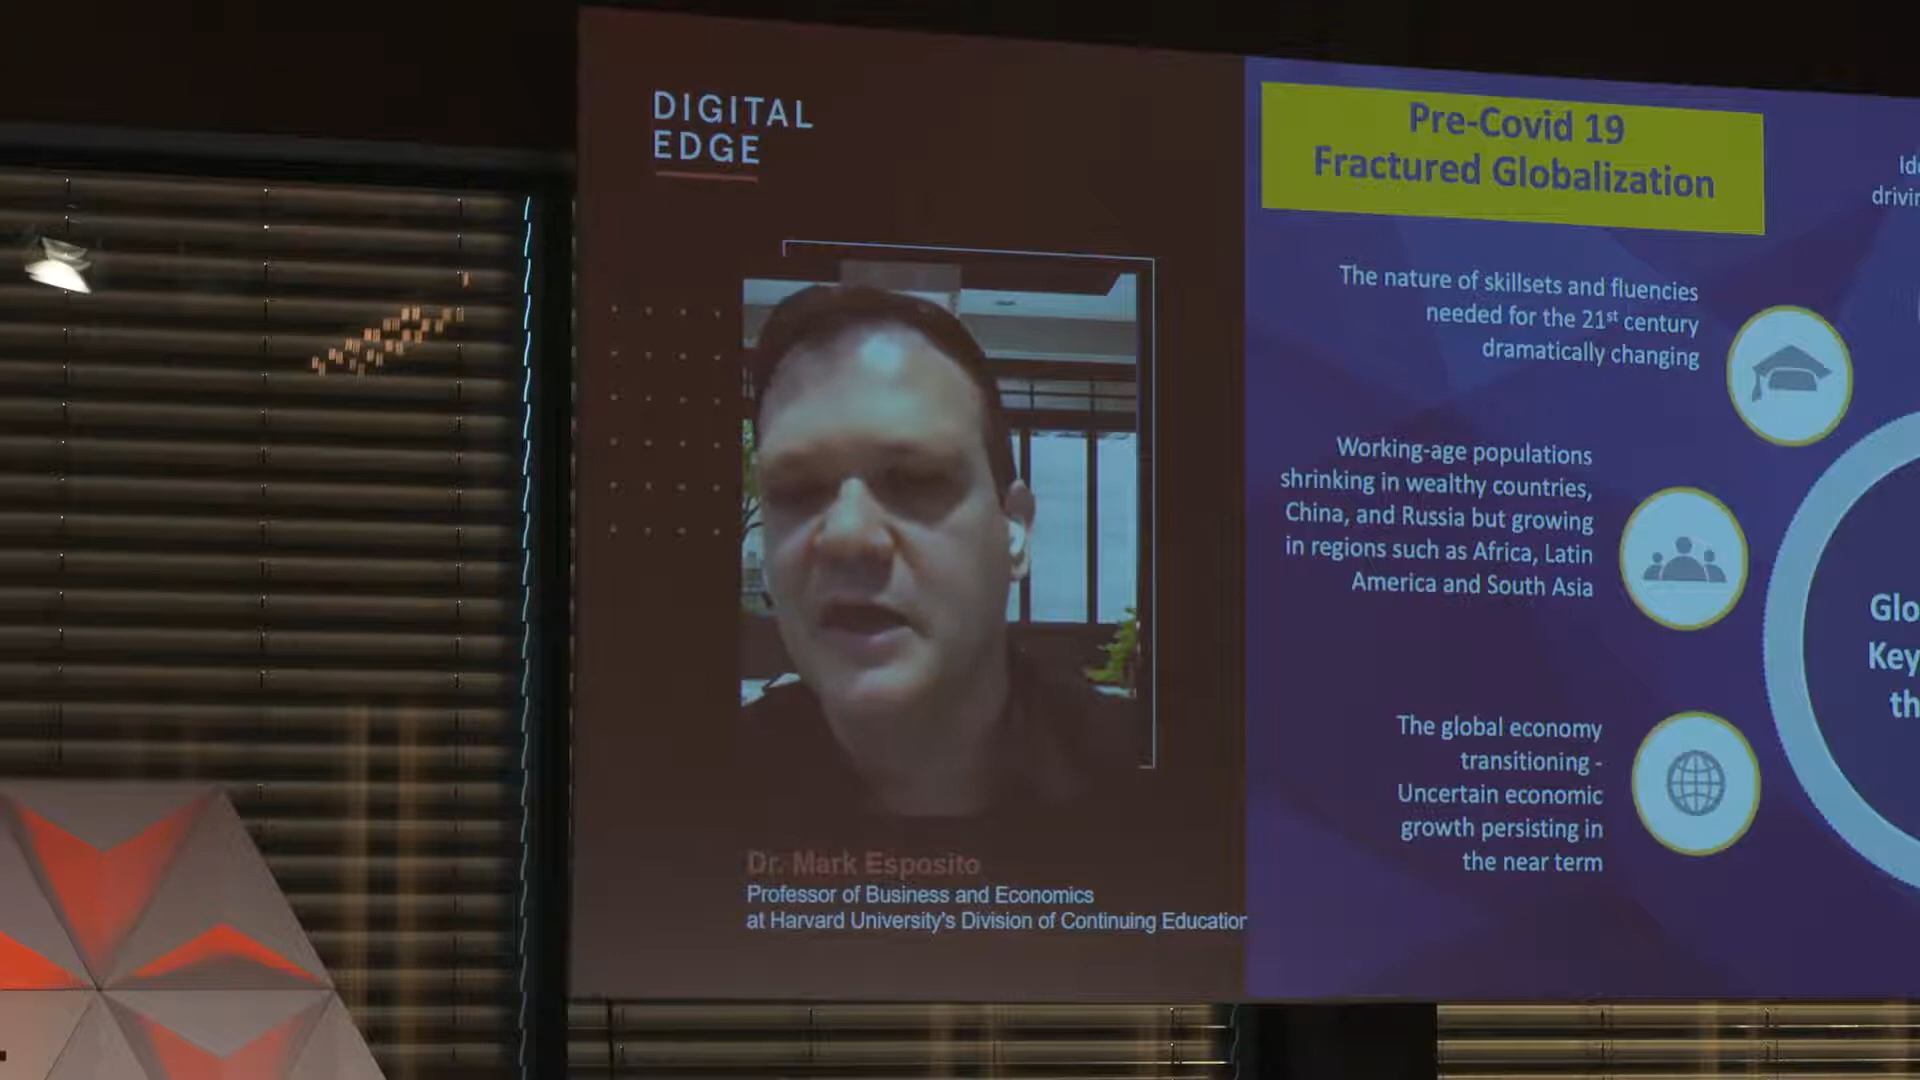 DIGITAL
EDGE
Dr. Mark Esposito
Professor of Business and Economics
at Harvard University's Division of Continuing Education
Pre-Covid 19
Fractured Globalization
The nature of skillsets and fluencies
needed for the 21st century
dramatically changing
Working-age populations
shrinking in wealthy countries,
China, and Russia but growing
in regions such as Africa, Latin
America and South Asia
The global economy
transitioning -
Uncertain economic
growth persisting in
the near term
Key